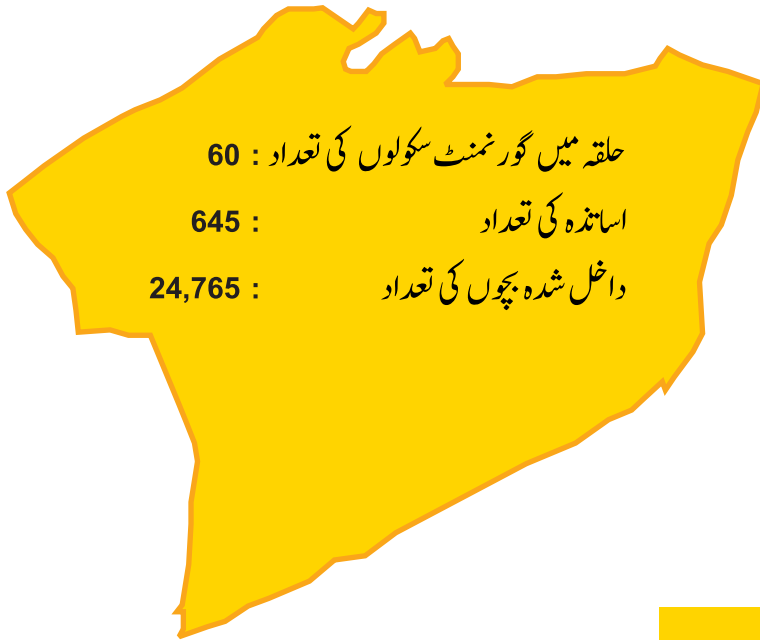 حلقہ میں گورنمنٹ سکولوں کی تعداد : 60
اساتذہ کی تعداد : 645
داخل شدہ بچوں کی تعداد : 24,765